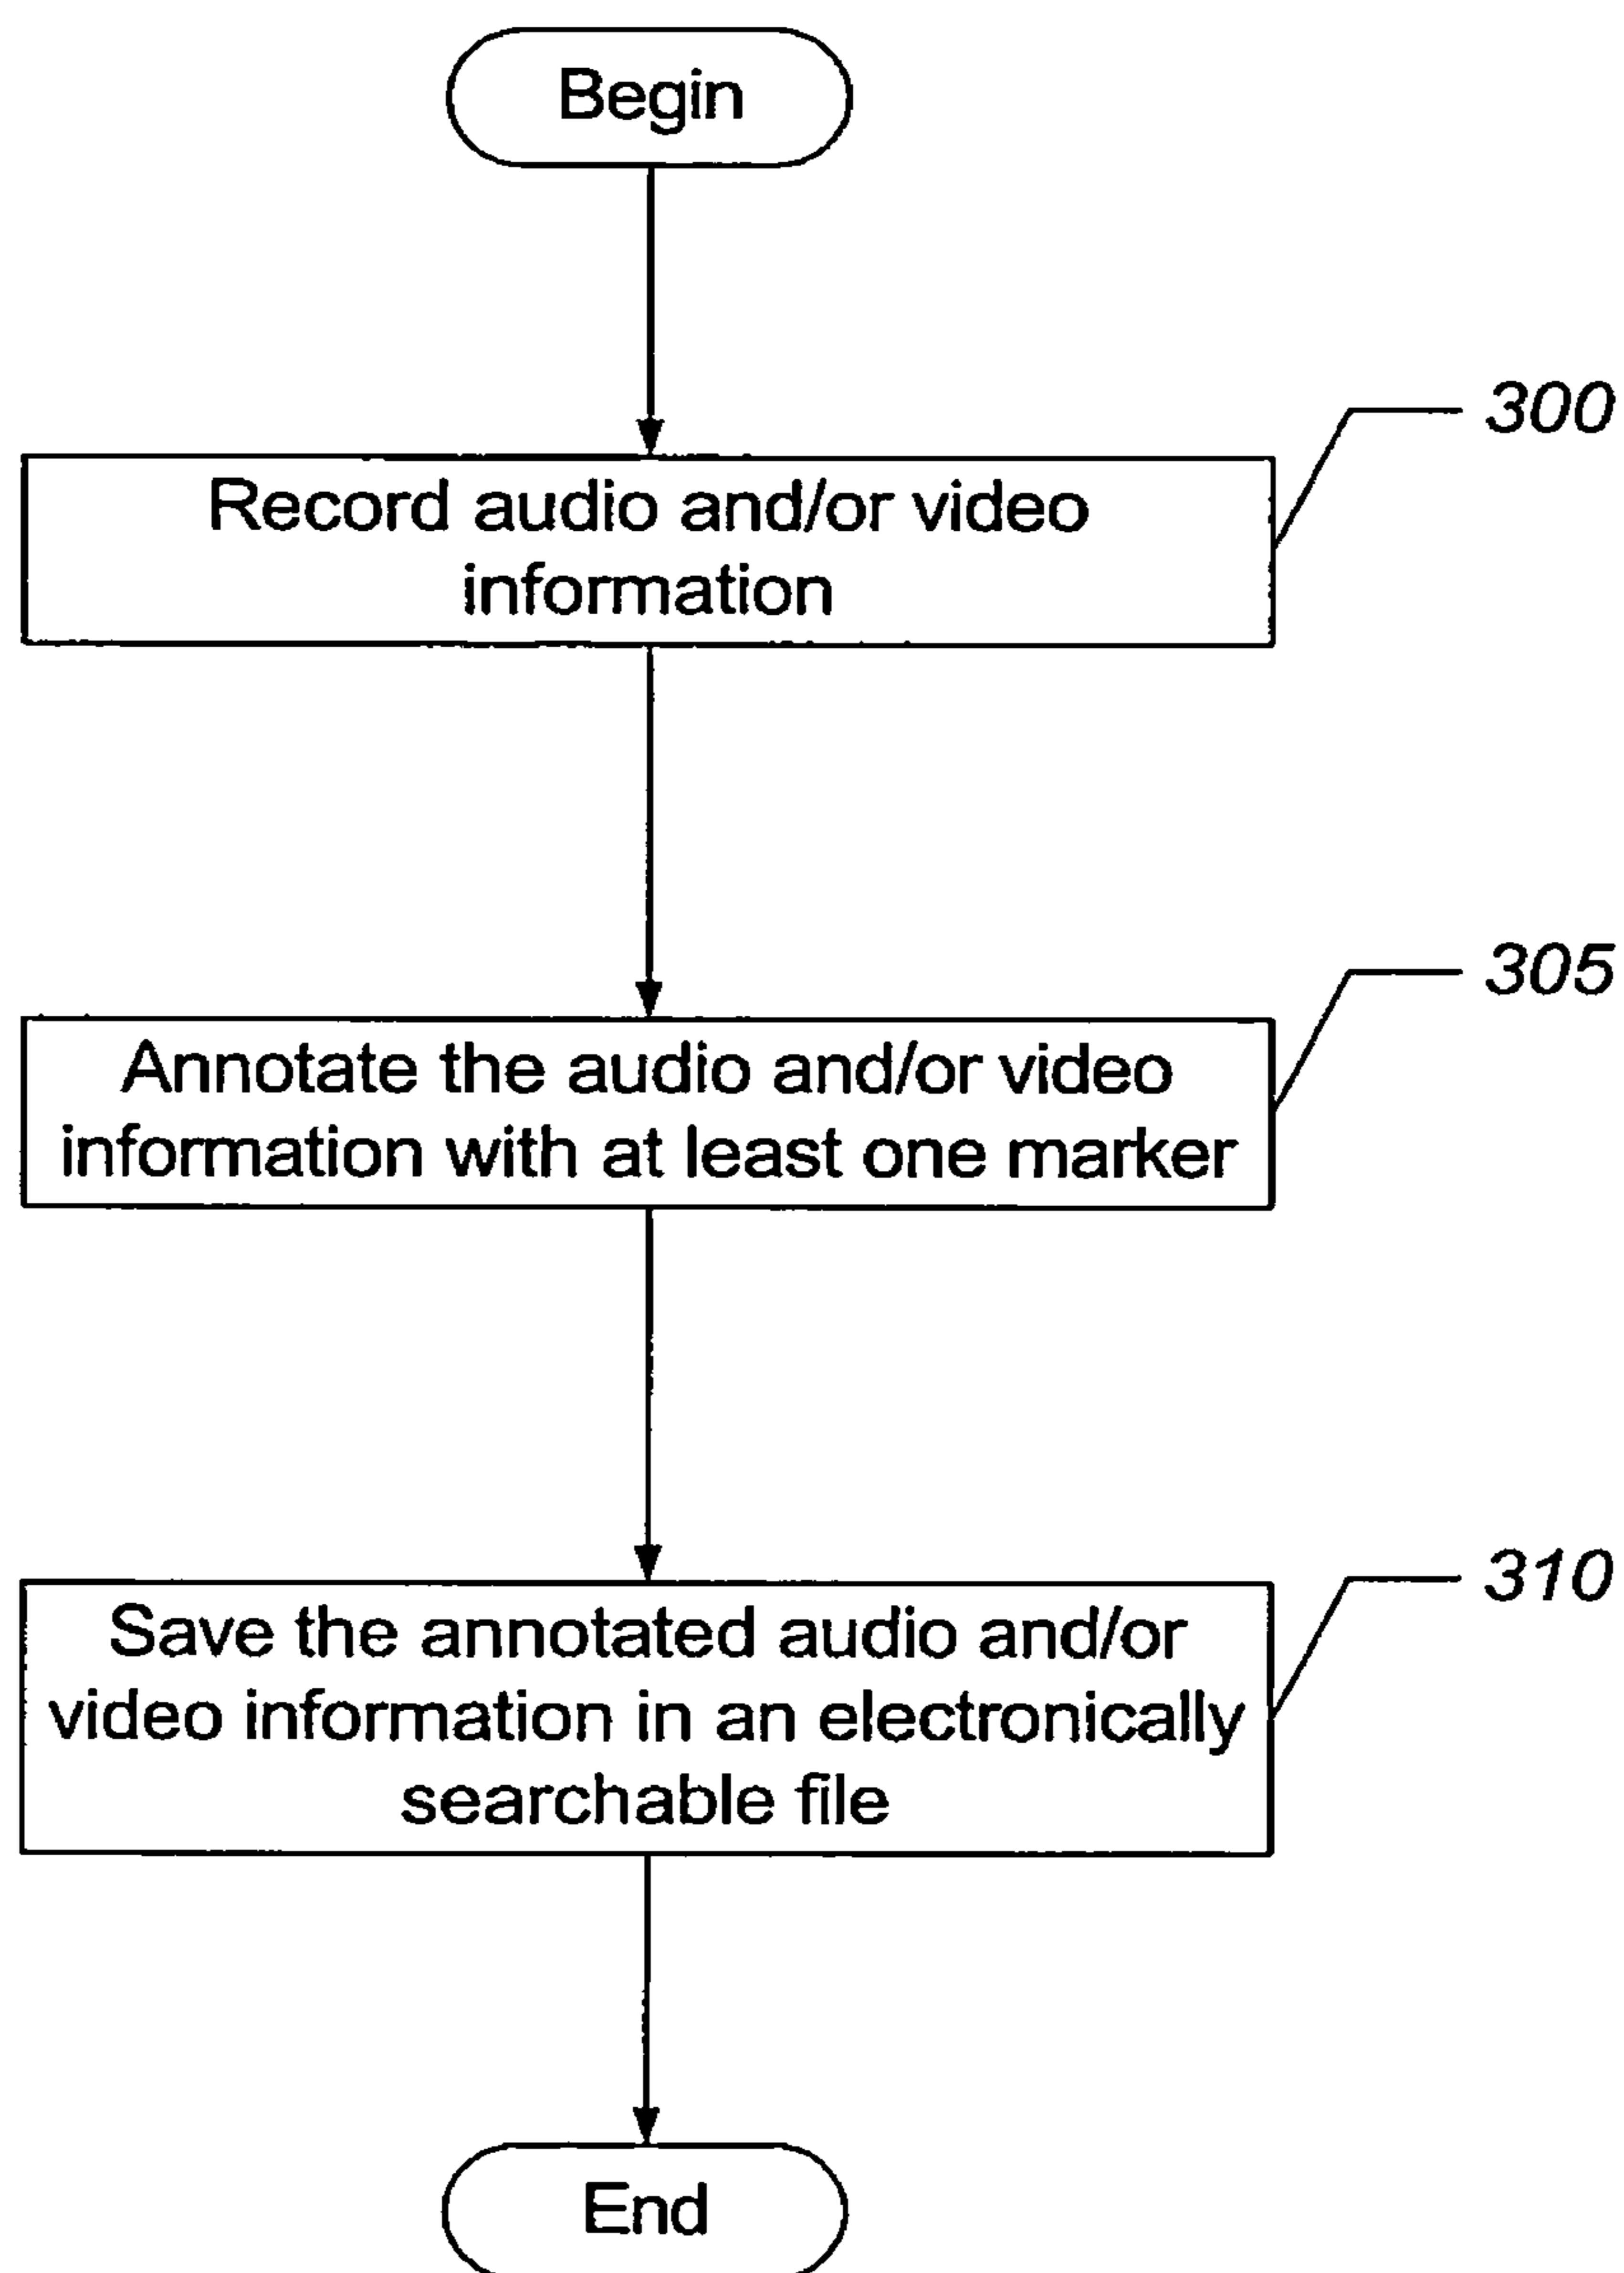 Begin
300
Record audio and/or video
information
305
Annotate the audio and/or video
information with at least one marker
310
Save the annotated audio and/or
video information in an electronically
searchable file
End